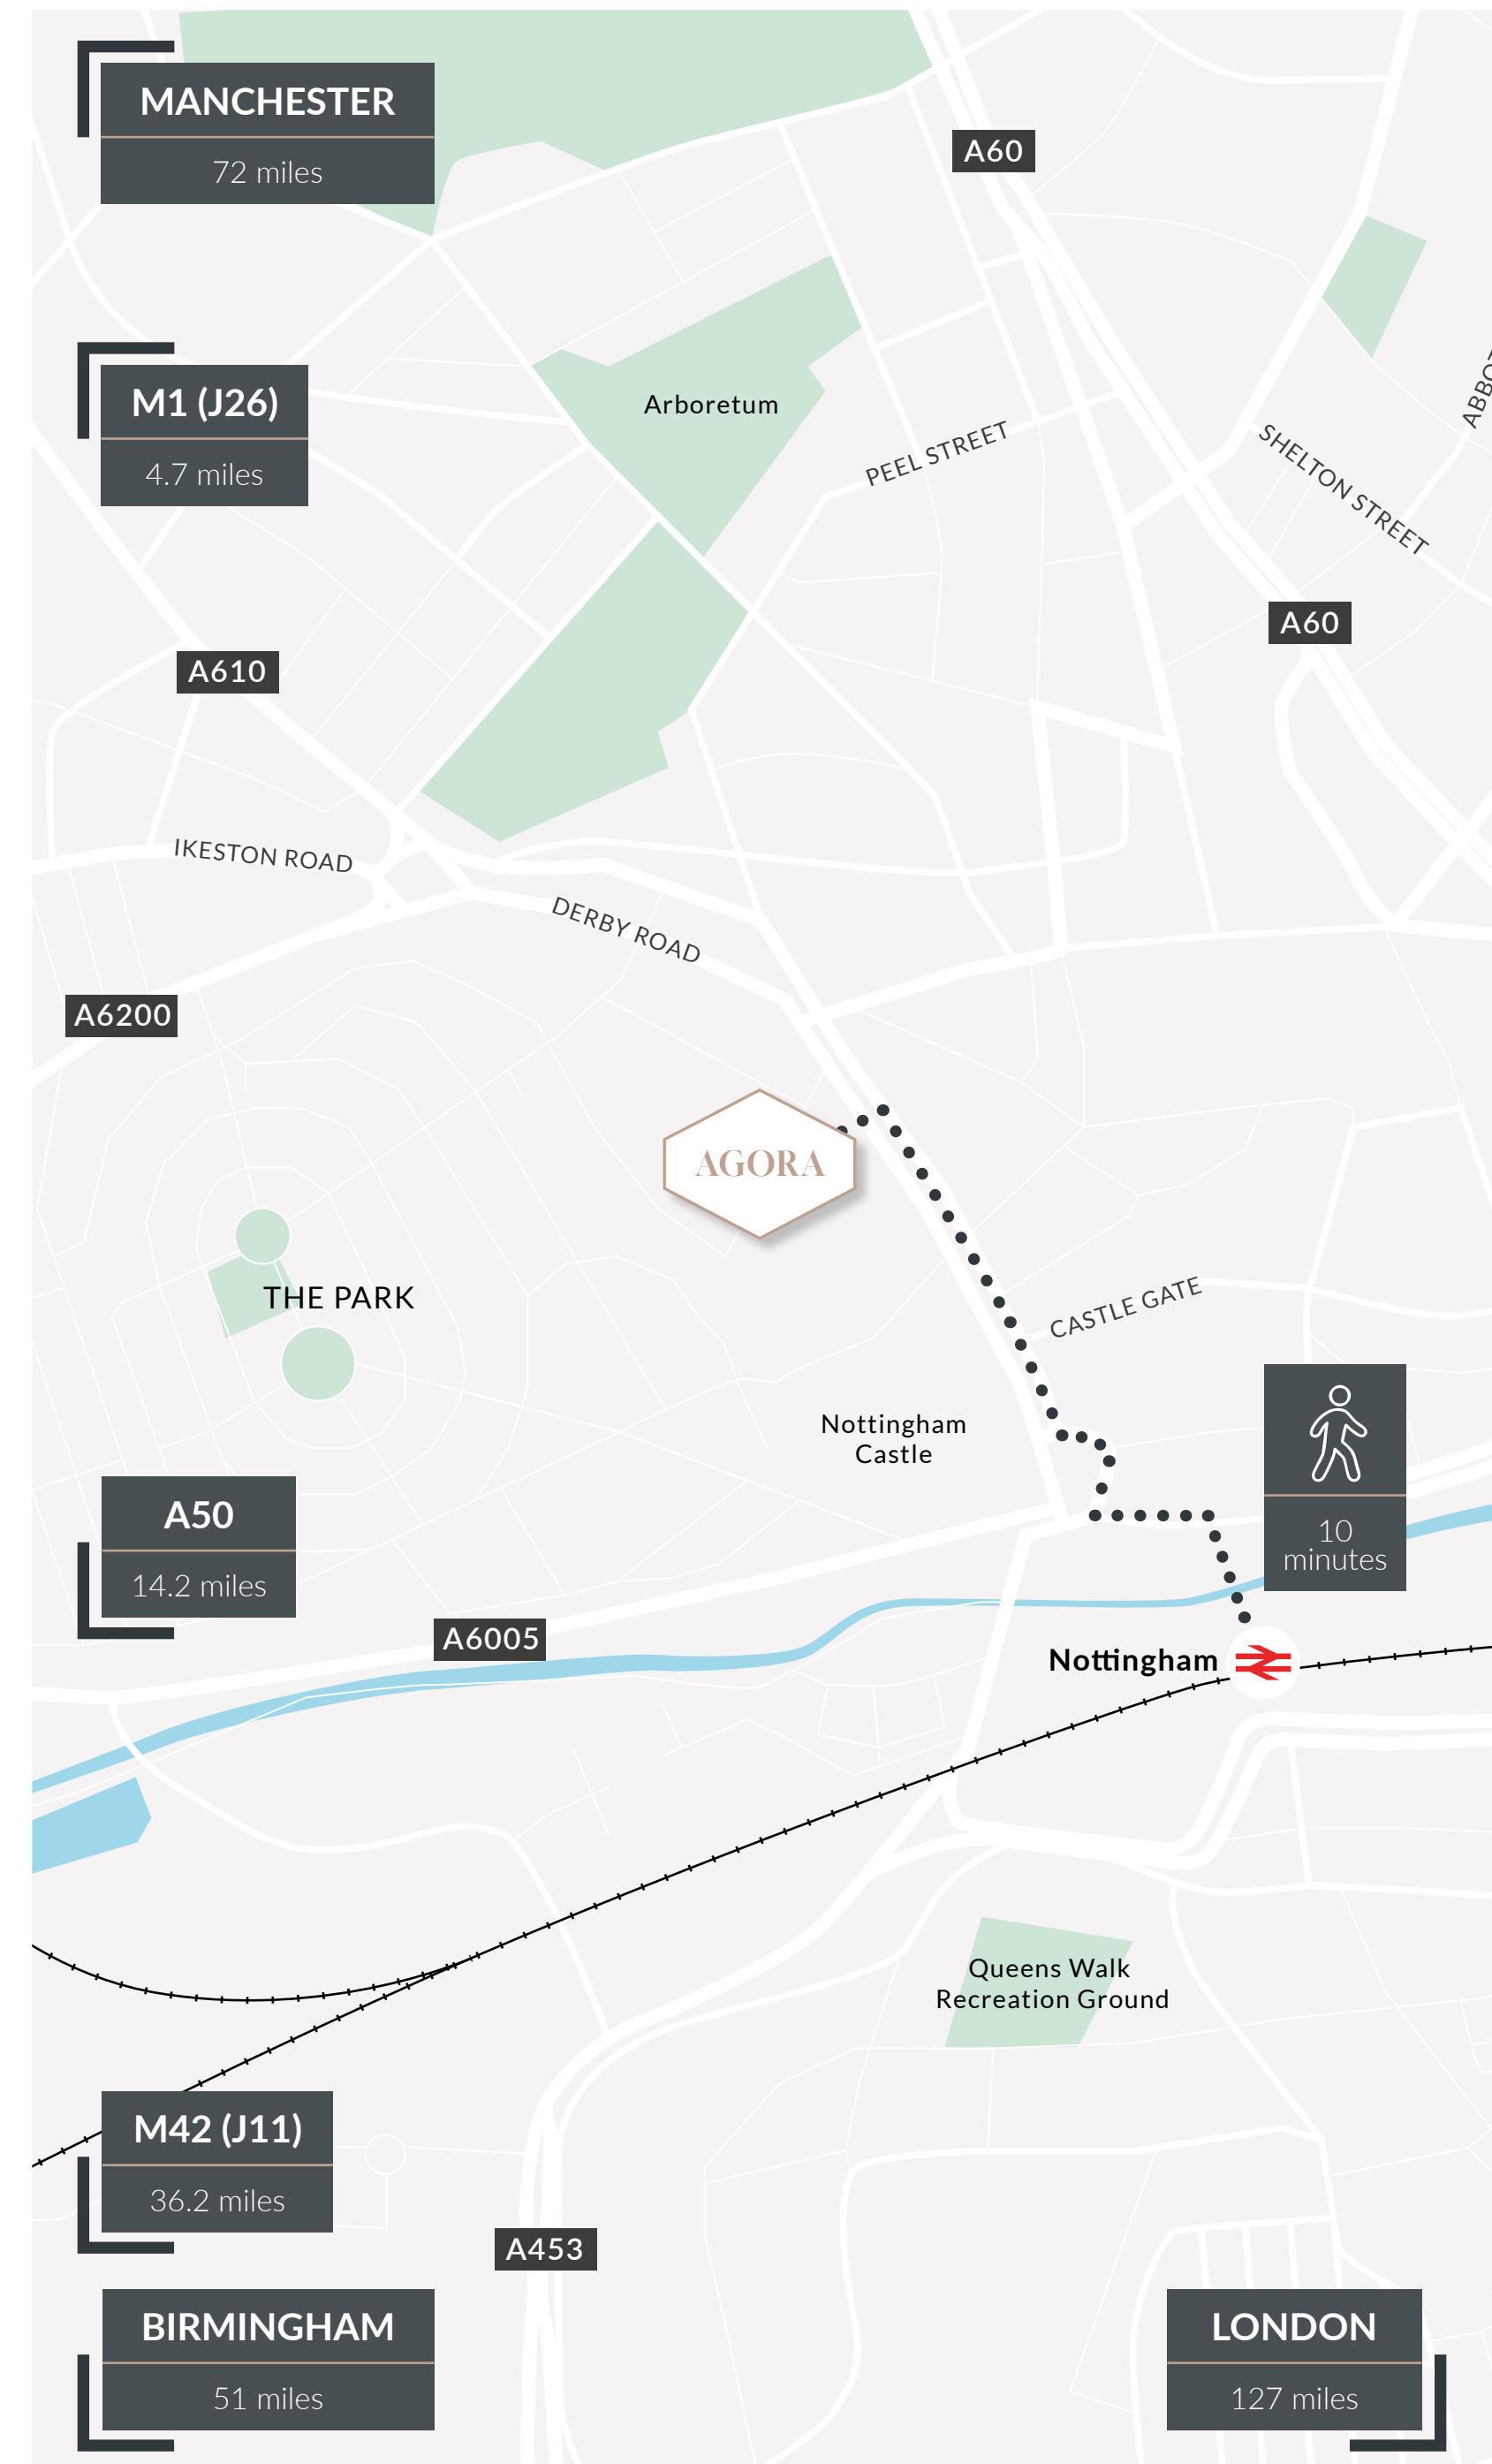 MANCHESTER
72 miles
A60
M1 (J26)
4.7 miles
Arboretum
PEEL STREET
SHELTON STREET
A60
A610
IKESTON ROAD
DERBY ROAD
A6200
AGORA
THE PARK
CASTLE GATE
Nottingham
Castle
10
minutes
A50
14.2 miles
A6005
Nottingham
Queens Walk
Recreation Ground
M42 (J11)
36.2 miles
A453
BIRMINGHAM
51 miles
LONDON
127 miles